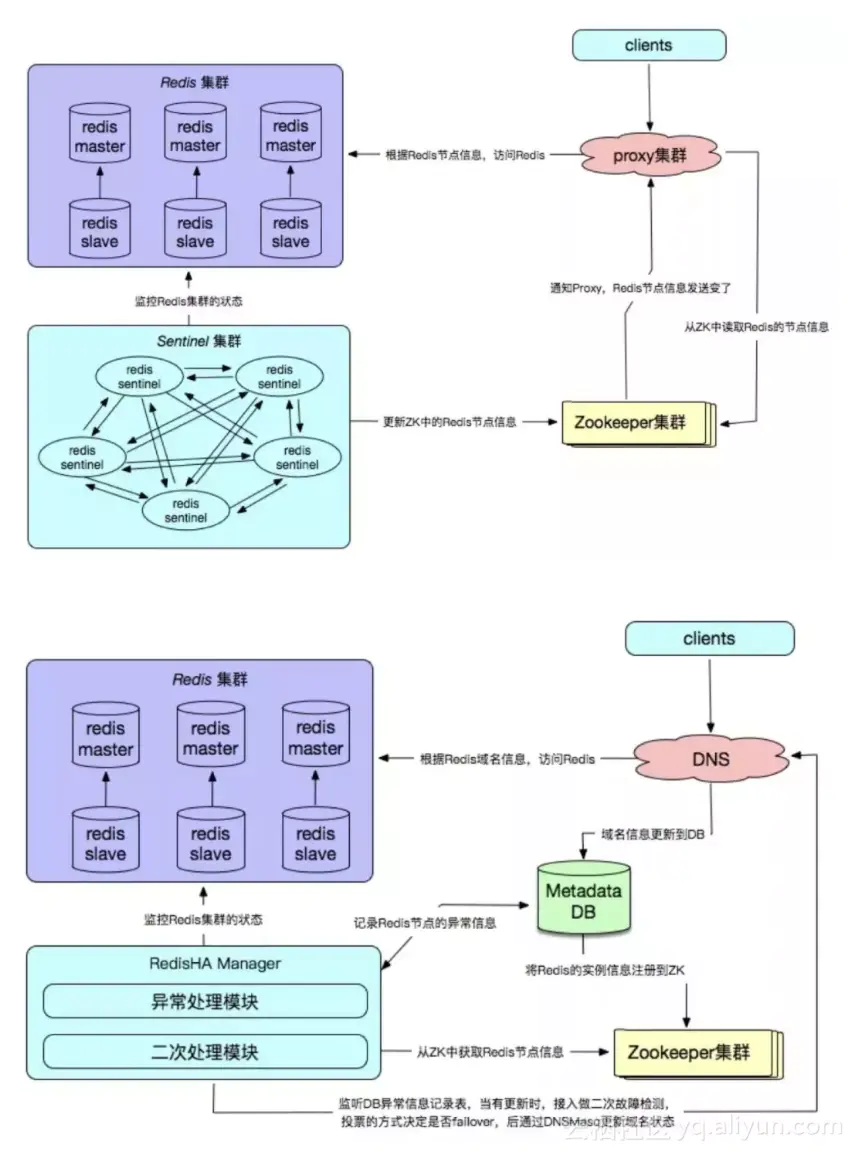 clients
Redis 集群
redis
master
redis
master
redis
master
根据Redis节点信息，访问Redis
proxy集群
redis
slave
redis
slave
redis
slave
通知Proxy，Redis节点信息发送变了
监控Redis集群的状态
从ZK中读取Redis的节点信息
Sentinel 集群
redis
sentinel
redis
sentinel
更新ZK中的Redis节点信息
Zookeeper集群
redis
sentinel
redis
sentinel
redis
sentinel
clients
Redis 集群
redis
master
redis
master
redis
master
根据Redis域名信息，访问Redis
DNS
redis
slave
redis
slave
redis
slave
域名信息更新到DB
Metadata
DB
监控Redis集群的状态
记录Redis节点的异常信息
RedisHA Manager
将Redis的实例信息注册到ZK
异常处理模块
二次处理模块
从ZK中获取Redis节点信息
Zookeeper集群
监听DB异常信息记录表，当有更新时，接入做二次故障检测，
投票的方式决定是否failover，后通过DNSMasq更新域名状态
云栖社区 yq.aliyun.com